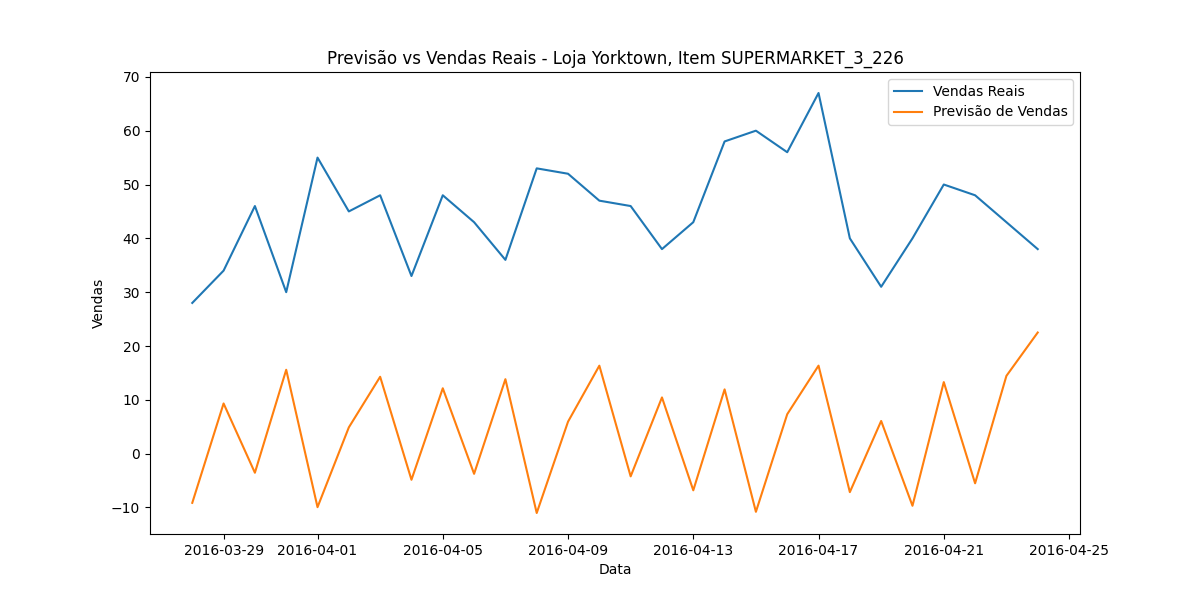 Previsão vs Vendas Reais - Loja Yorktown, Item SUPERMARKET_3_226
Vendas Reais
Previsão de Vendas
70
60
50
40
30
20
10
0
−10
Vendas
2016-03-29 2016-04-01 2016-04-05 2016-04-09 2016-04-13 2016-04-17 2016-04-21 2016-04-25
Data